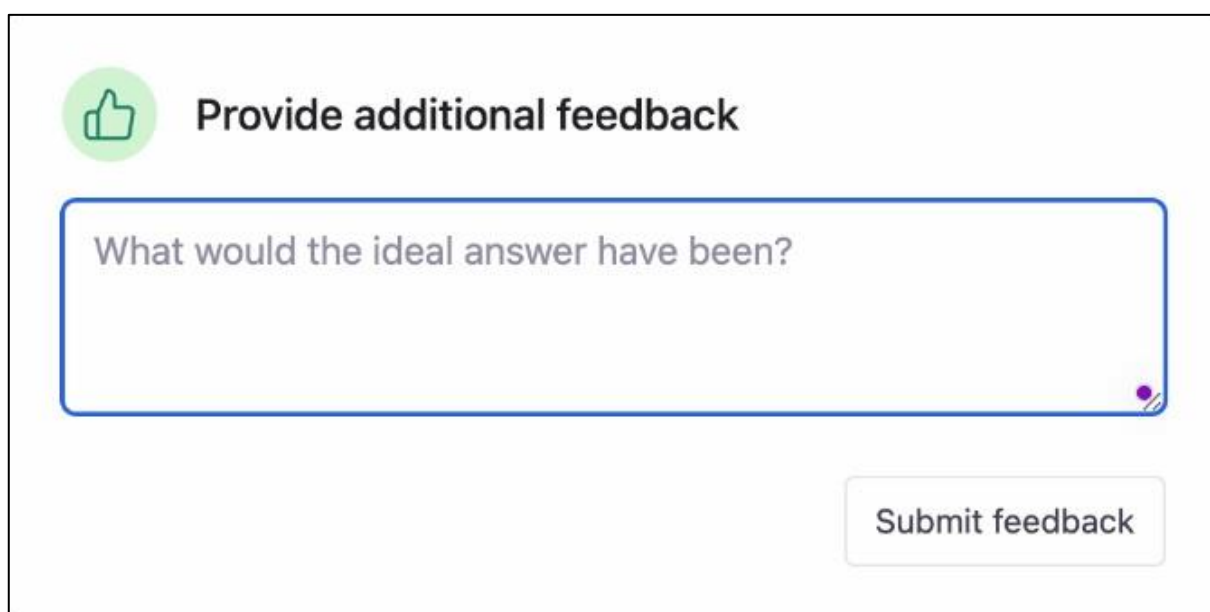 Provide additional feedback
What would the ideal answer have been?
Submit feedback